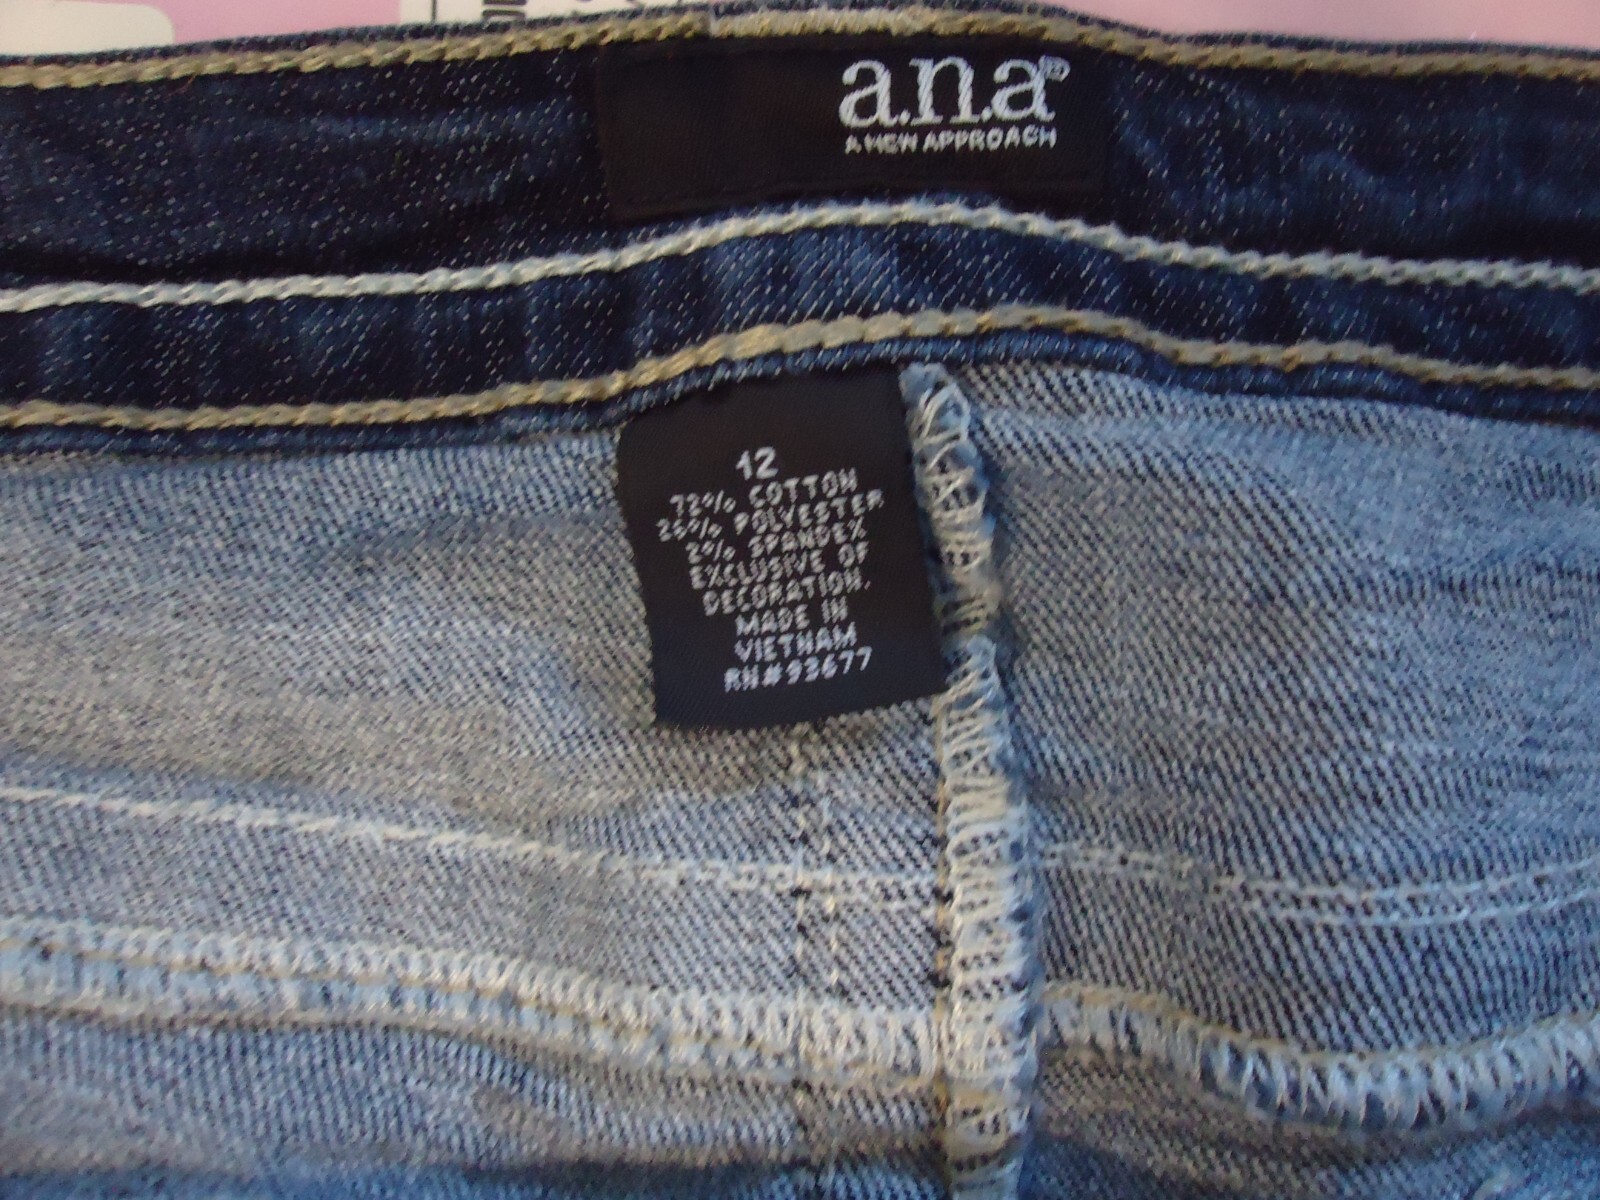 a.n.a®
A NEW APPROACH
12
72% COTTON
26% POLYESTER
2% SPANDEX
EXCLUSIVE OF
DECORATION.
MADE IN
VIETNAM
RN#93677